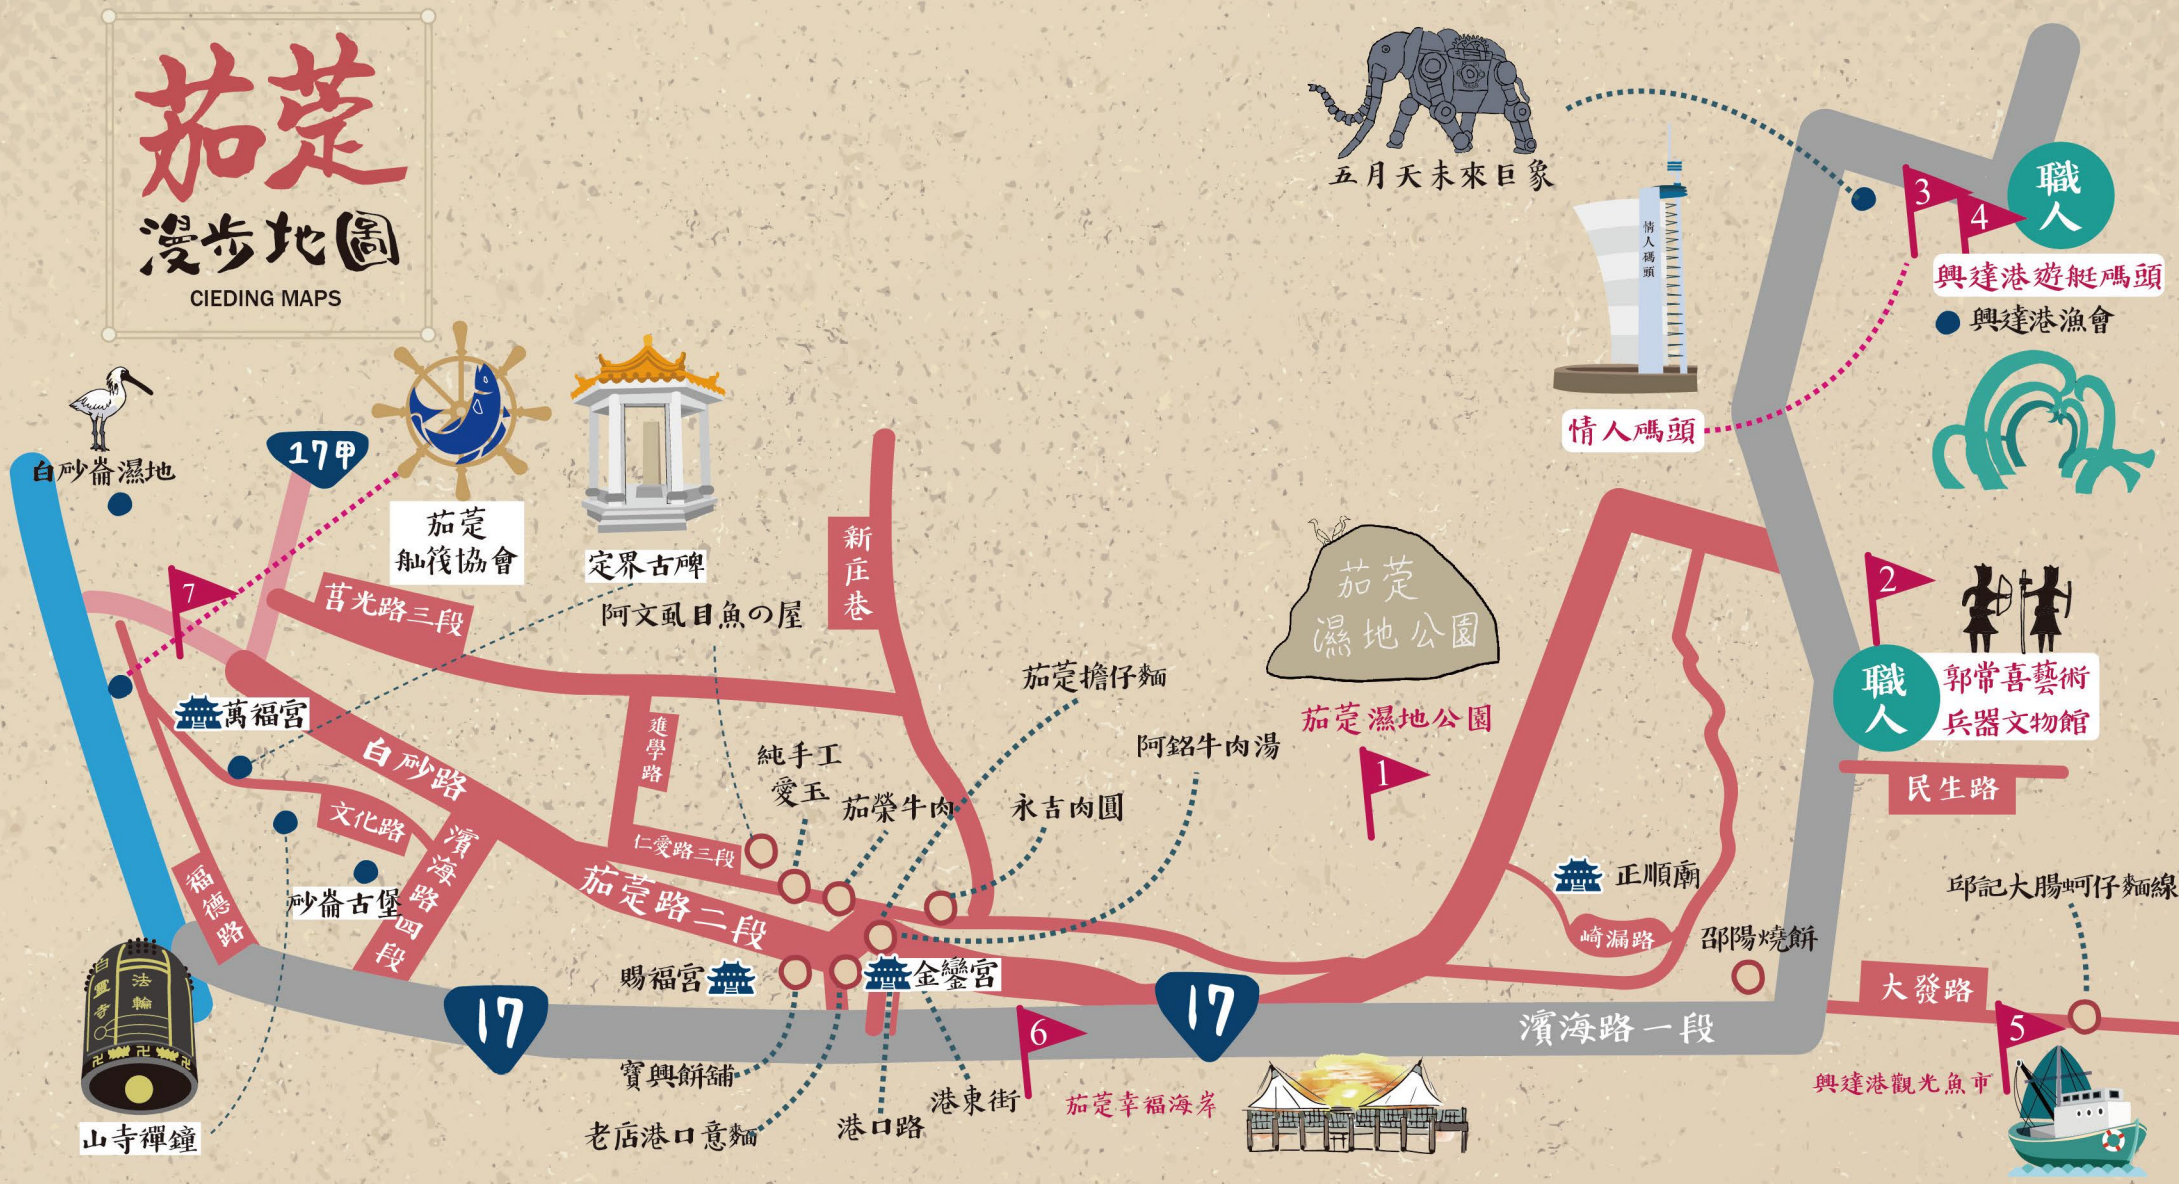 茄萣
漫步地圖
CIEDING MAPS
五月天未來巨象
情人碼頭
情人碼頭
3
4
職人
興達港遊艇碼頭
興達港漁會
白砂崙濕地
17甲
茄萣
舢筏協會
定界古碑
阿文虱目魚の屋
新庄巷
莒光路三段
7
萬福宮
白砂路
進學路
純手工
愛玉
茄榮牛肉
茄萣擔仔麵
阿銘牛肉湯
永吉肉圓
茄萣
濕地公園
茄萣濕地公園
1
2
職人
郭常喜藝術
兵器文物館
民生路
文化路
濱海路四段
福德路
砂崙古堡
仁愛路三段
茄萣路二段
正順廟
崎漏路
邵陽燒餅
邱記大腸蚵仔麵線
大發路
5
興達港觀光魚市
白靈寺
法輪
卍
卍
卍
卍
山寺禪鐘
17
賜福宮
金鑾宮
寶興餅舖
老店港口意麵
港口路
港東街
6
茄萣幸福海岸
17
濱海路一段